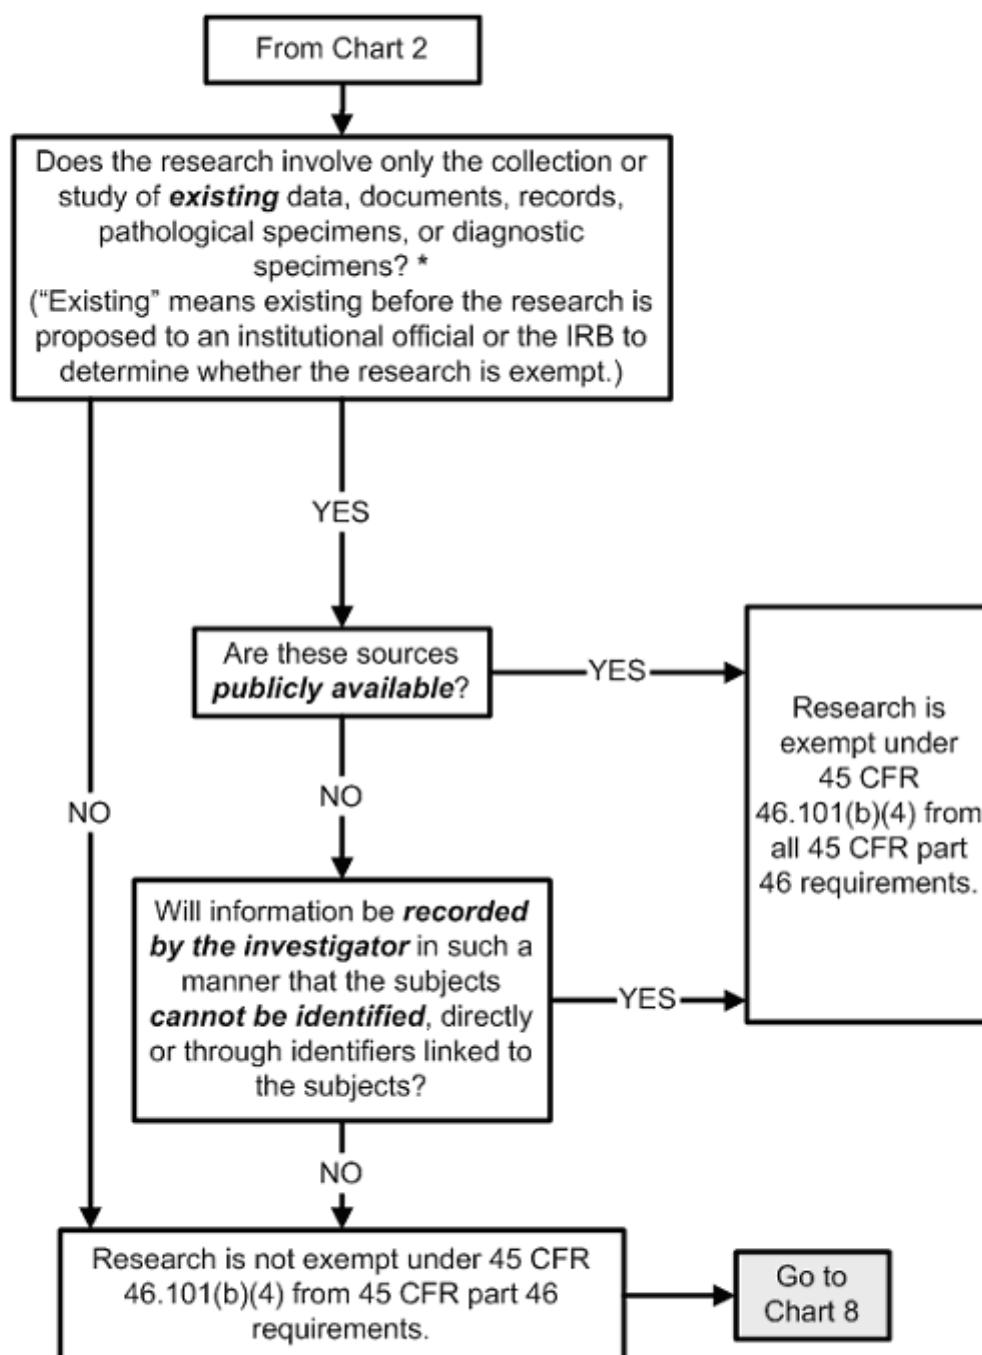 From Chart 2
Does the research involve only the collection or
study of existing data, documents, records,
pathological specimens, or diagnostic
specimens? *
(“Existing” means existing before the research is
proposed to an institutional official or the IRB to
determine whether the research is exempt.)
YES
Are these sources
publicly available?
YES
Research is
exempt under
45 CFR
46.101(b)(4) from
all 45 CFR part
46 requirements.
NO
NO
Will information be recorded
by the investigator in such a
manner that the subjects
cannot be identified, directly
or through identifiers linked to
the subjects?
YES
NO
Research is not exempt under 45 CFR
46.101(b)(4) from 45 CFR part 46
requirements.
Go to
Chart 8